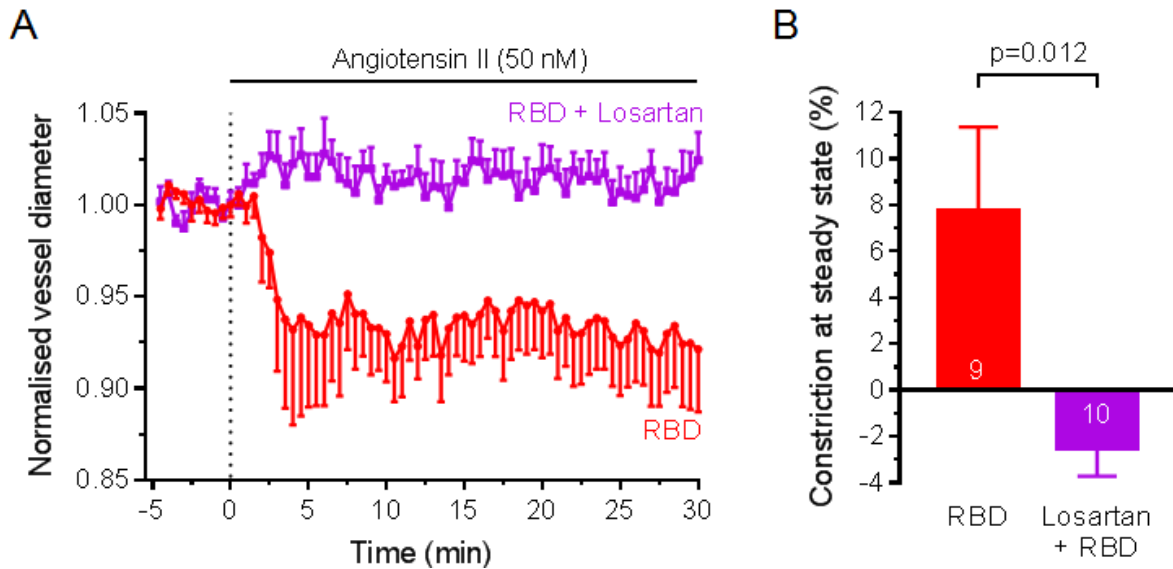 A
Angiotensin II (50 nM)
RBD + Losartan
RBD
Normalised vessel diameter
1.05
1.00
0.95
0.90
0.85
-5
0
5
10
15
20
25
30
Time (min)
B
p=0.012
Constriction at steady state (%)
12
10
8
6
4
2
0
-2
-4
9
10
RBD
Losartan
+ RBD